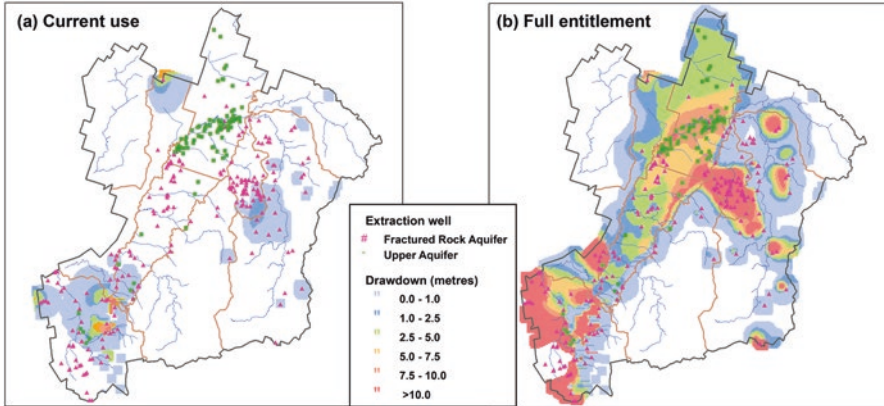 (a) Current use
(b) Full entitlement
Extraction well
# Fractured Rock Aquifer
Upper Aquifer
Drawdown (metres)
" 0.0 - 1.0
" 1.0 - 2.5
" 2.5 - 5.0
" 5.0 - 7.5
" 7.5 - 10.0
" >10.0